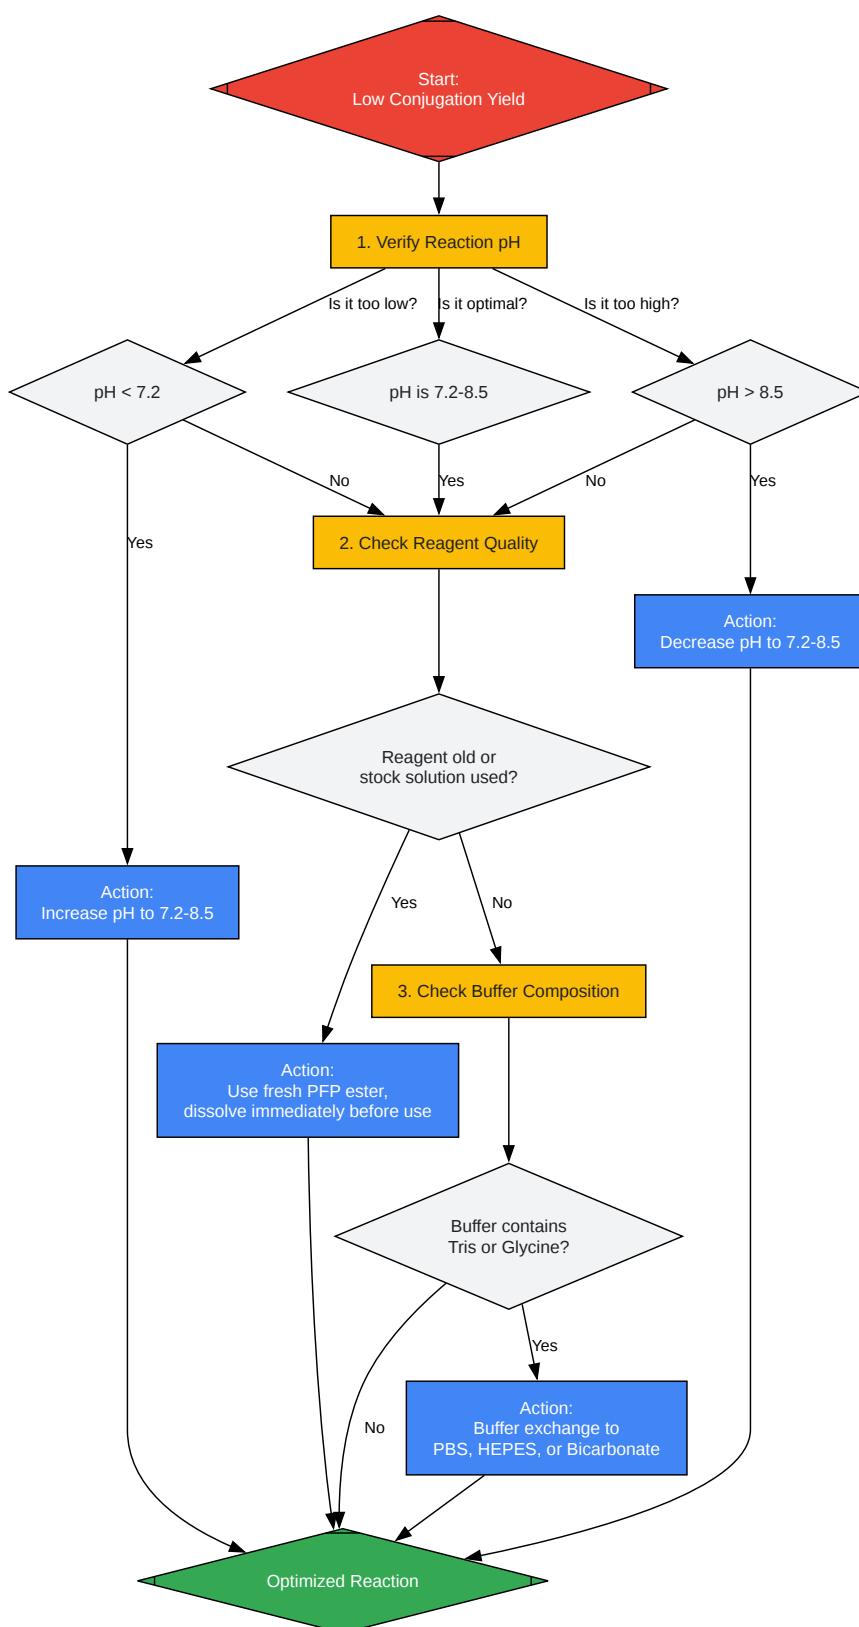 Start:
Low Conjugation Yield
1. Verify Reaction pH
Is it too low?
Is it optimal?
Is it too high?
pH < 7.2
pH is 7.2-8.5
pH > 8.5
No
Yes
No
Yes
Yes
2. Check Reagent Quality
Action:
Decrease pH to 7.2-8.5
Reagent old or
stock solution used?
Action:
Increase pH to 7.2-8.5
Yes
No
3. Check Buffer Composition
Action:
Use fresh PFP ester,
dissolve immediately before use
Buffer contains
Tris or Glycine?
Yes
No
Action:
Buffer exchange to
PBS, HEPES, or Bicarbonate
Optimized Reaction